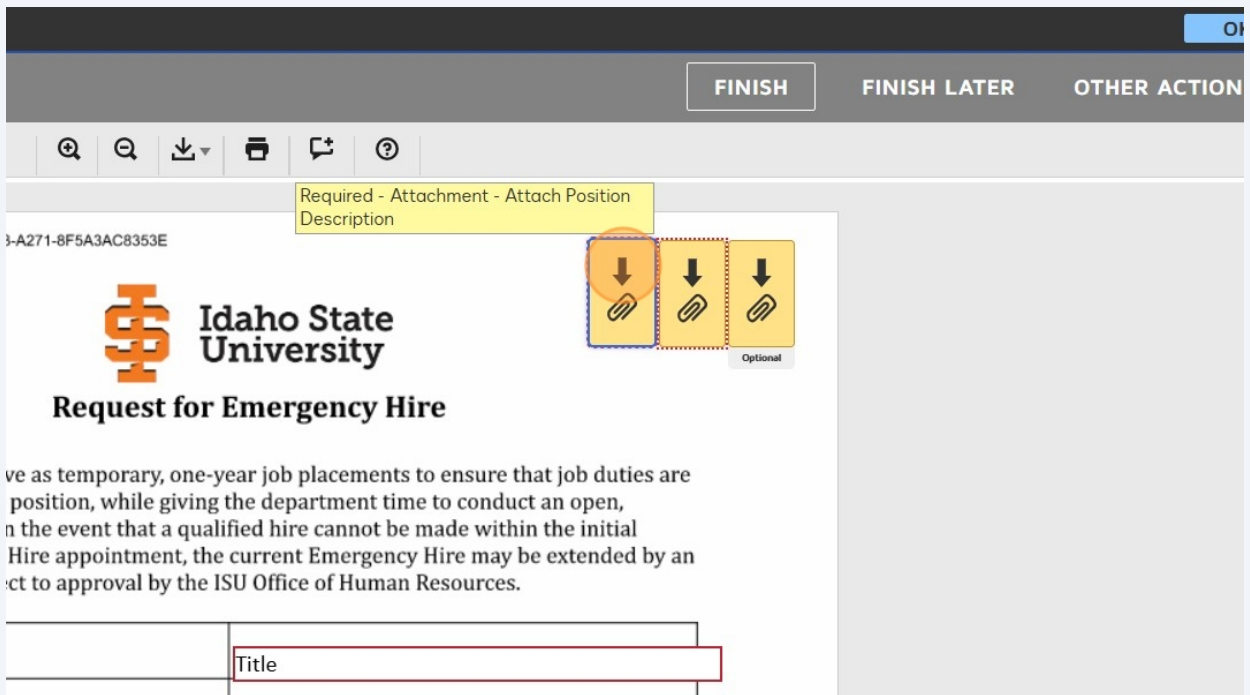 OK
FINISH
FINISH LATER
OTHER ACTION
Required - Attachment - Attach Position
Description
3-A271-8F5A3AC8353E
Idaho State
University
Optional
Request for Emergency Hire
ve as temporary, one-year job placements to ensure that job duties are
position, while giving the department time to conduct an open,
n the event that a qualified hire cannot be made within the initial
Hire appointment, the current Emergency Hire may be extended by an
ct to approval by the ISU Office of Human Resources.
Title